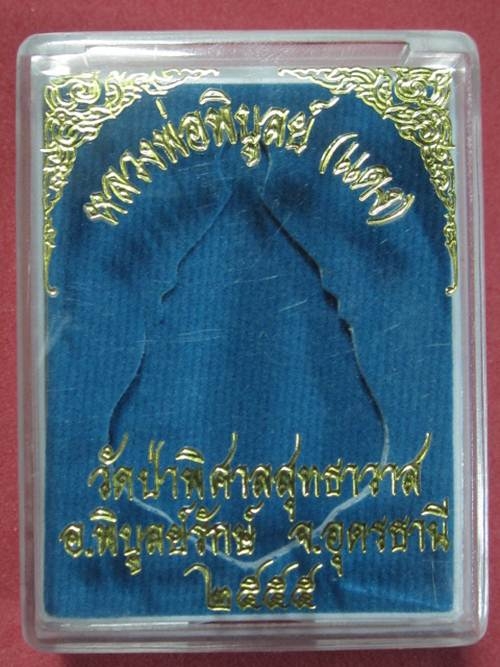 หลวงพ่อพิบูลย์ (แดง)
วัดป่าพิศาลสุทธาวาส
อ.พิบูลย์รักษ์ จ.อุดรธานี
๒๕๕๕